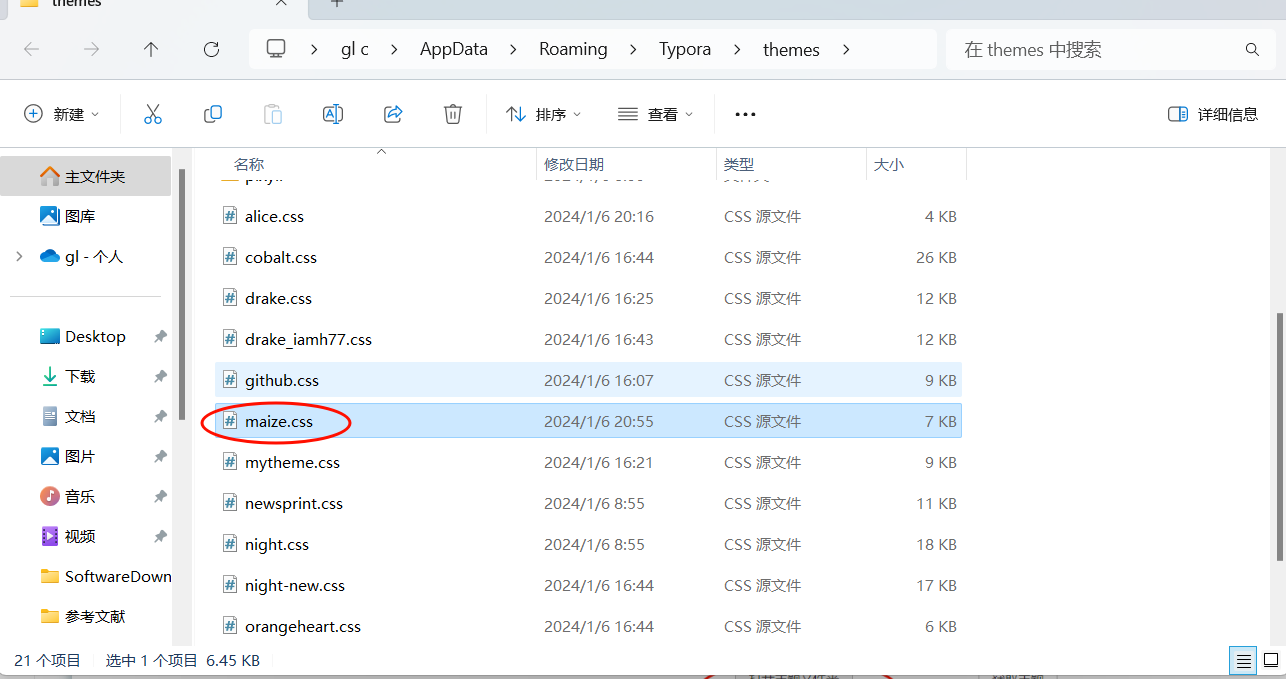 themes
gl c > AppData > Roaming > Typora > themes >
在 themes 中搜索
新建
排序
查看
详细信息
名称 修改日期 类型 大小
主文件夹
图库
gl - 个人
Desktop
下载
文档
图片
音乐
视频
SoftwareDown
参考文献
alice.css 2024/1/6 20:16 CSS 源文件 4 KB
cobalt.css 2024/1/6 16:44 CSS 源文件 26 KB
drake.css 2024/1/6 16:25 CSS 源文件 12 KB
drake_iamh77.css 2024/1/6 16:43 CSS 源文件 12 KB
github.css 2024/1/6 16:07 CSS 源文件 9 KB
maize.css 2024/1/6 20:55 CSS 源文件 7 KB
mytheme.css 2024/1/6 16:21 CSS 源文件 9 KB
newsprint.css 2024/1/6 8:55 CSS 源文件 11 KB
night.css 2024/1/6 8:55 CSS 源文件 18 KB
night-new.css 2024/1/6 16:44 CSS 源文件 17 KB
orangeheart.css 2024/1/6 16:44 CSS 源文件 6 KB
21 个项目 选中 1 个项目 6.45 KB